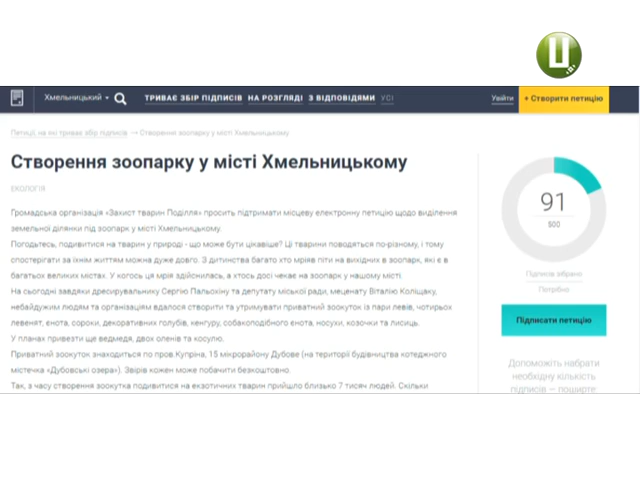 Ц
Хмельницький
ТРИВАЄ ЗБІР ПІДПИСІВ НА РОЗГЛЯДІ З ВІДПОВІДЯМИ УСІ
Увійти
+ Створити петицію
Петиції, на які триває збір підписів → Створення зоопарку у місті Хмельницькому
Створення зоопарку у місті Хмельницькому
ЕКОЛОГІЯ
Громадська організація «Захист тварин Поділля» просить підтримати місцеву електронну петицію щодо виділення
земельної ділянки під зоопарк у місті Хмельницькому.
Погодьтесь, подивитися на тварин у природі - що може бути цікавіше? Ці тварини поводяться по-різному, і тому
спостерігати за їхнім життям можна дуже довго. З дитинства багато хто мріяв піти на вихідних в зоопарк, які є в
багатьох великих містах. У когось ця мрія здійснилась, а хтось досі чекає на зоопарк у нашому місті.
На сьогодні завдяки дресирувальнику Сергію Пальохіну та депутату міської ради, меценату Віталію Коліщаку,
небайдужим людям та організаціям вдалося створити та утримувати приватний зоокуток із пари левів, чотирьох
левенят, енота, сороки, декоративних голубів, кенгуру, собакоподібного енота, носухи, козочки та лисиць.
У планах привезти ще ведмедя, двох оленів та косулю.
Приватний зоокуток знаходиться по пров.Купріна, 15 мікрорайону Дубове (на території будівництва котеджного
містечка «Дубовські озера»). Звірів кожен може побачити безкоштовно.
Так, з часу створення зоокутка подивитися на екзотичних тварин прийшло близько 7 тисяч людей. Скільки
91
500
Підписів зібрано
Потрібно
Підписати петицію
Допоможіть набрати
необхідну кількість
підписів — поширте